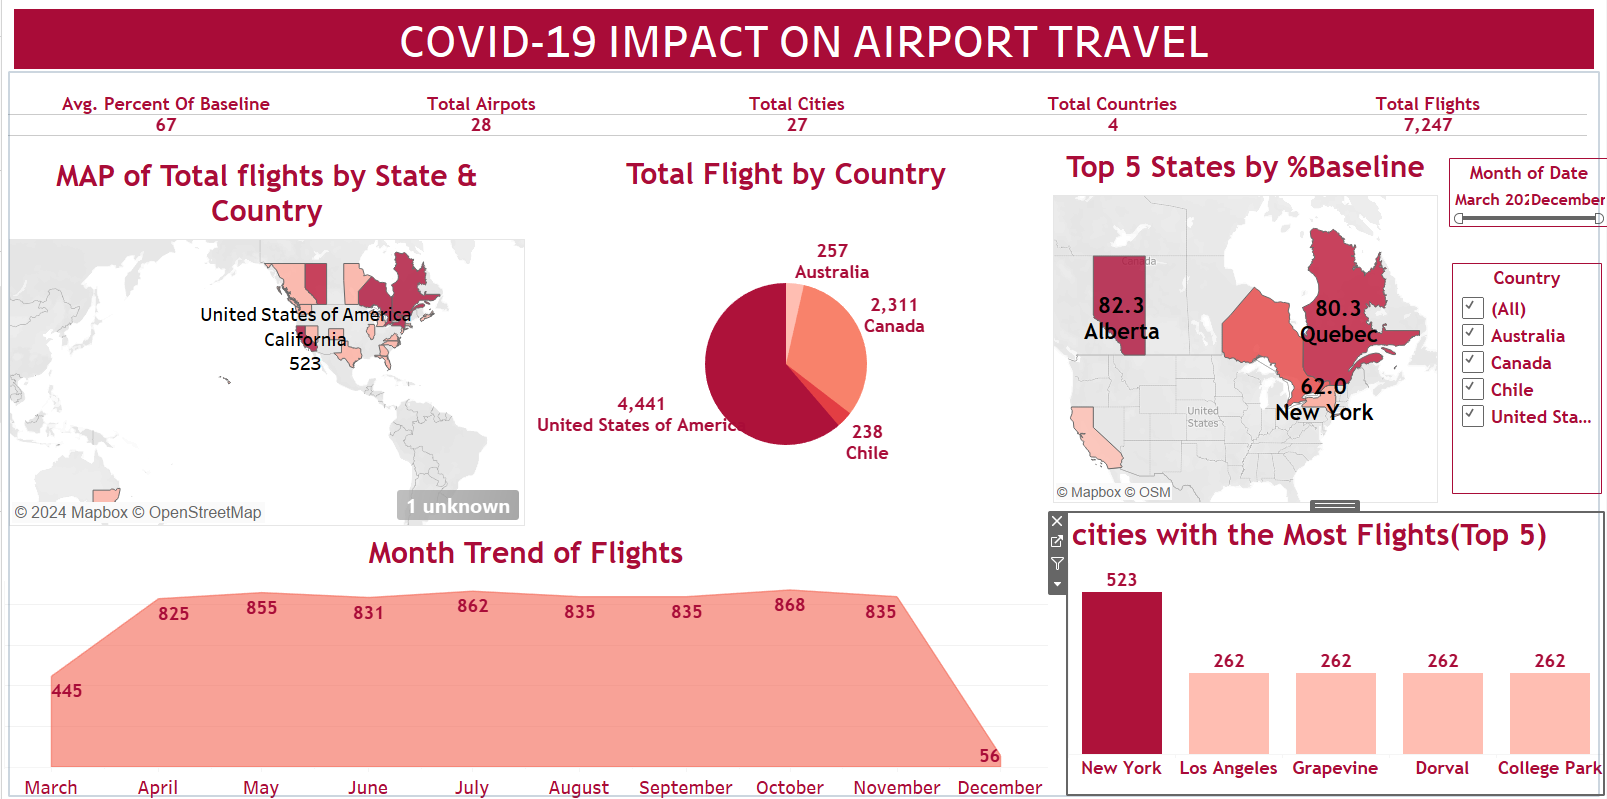 COVID-19 IMPACT ON AIRPORT TRAVEL
Avg. Percent Of Baseline
67
Total Airpots
28
Total Cities
27
Total Countries
4
Total Flights
7,247
MAP of Total flights by State &
Country
United States of America
California
523
1 unknown
© 2024 Mapbox © OpenStreetMap
Total Flight by Country
257
Australia
2,311
Canada
4,441
United States of America
238
Chile
Top 5 States by %Baseline
Canada
82.3
Alberta
80.3
Quebec
62.0
New York
United
States
© Mapbox © OSM
Month of Date
March 202 December
Country
(All)
Australia
Canada
Chile
United Sta...
Month Trend of Flights
445
825
855
831
862
835
835
868
835
56
March April May June July August September October November December
cities with the Most Flights(Top 5)
523
262
262
262
262
New York Los Angeles Grapevine Dorval College Park